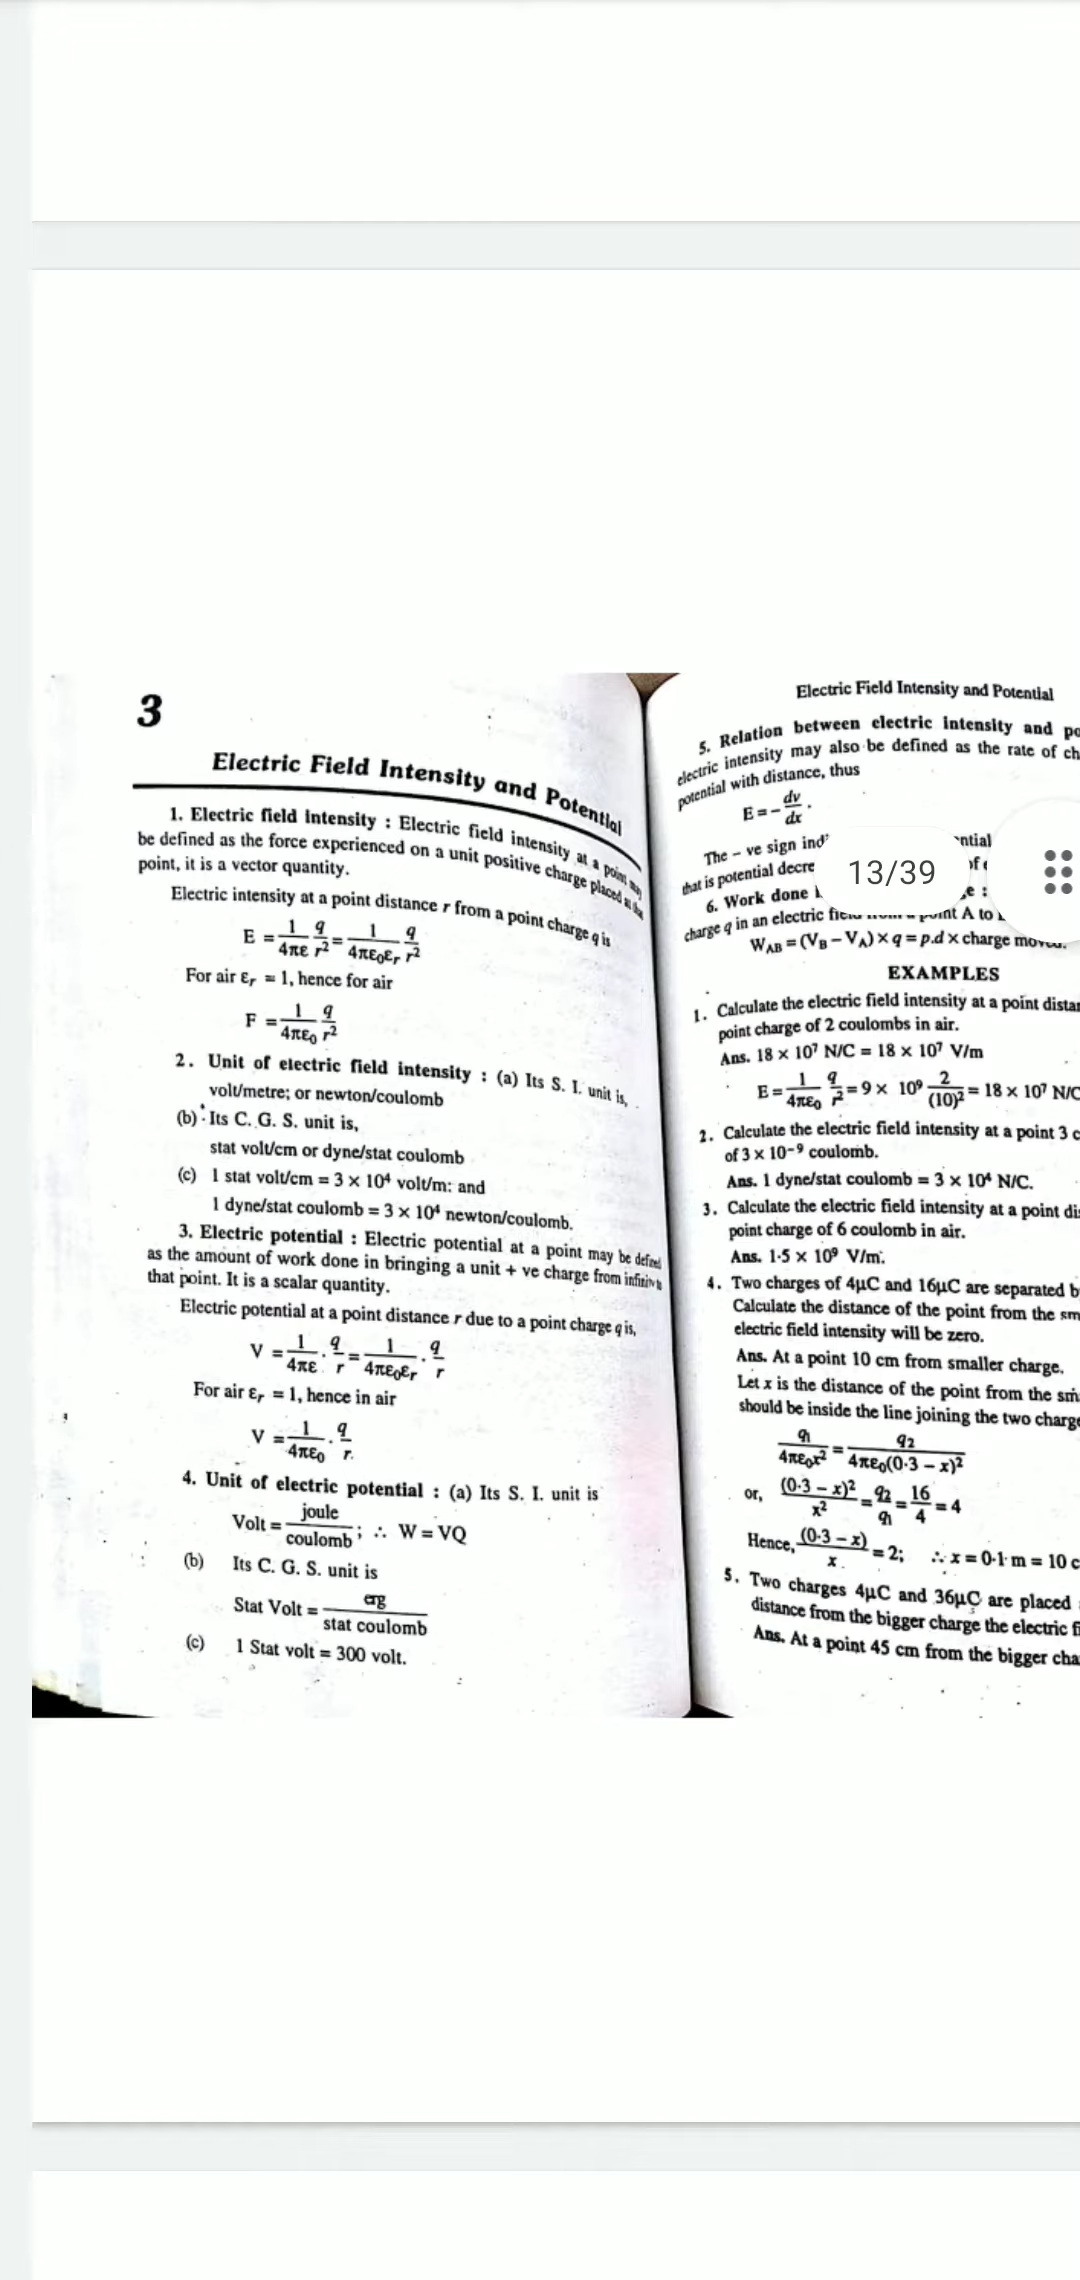 3
Electric Field Intensity and Potential
1. Electric field intensity : Electric field intensity at a point may
be defined as the force experienced on a unit positive charge placed at that
point, it is a vector quantity.
Electric intensity at a point distance r from a point charge q is
E = 1/4πε q/r² = 1/4πε₀εᵣ q/r²
For air εᵣ = 1, hence for air
F = 1/4πε₀ q/r²
2. Unit of electric field intensity : (a) Its S. I. unit is,
volt/metre; or newton/coulomb
(b) Its C. G. S. unit is,
stat volt/cm or dyne/stat coulomb
(c) 1 stat volt/cm = 3 × 10⁴ volt/m: and
1 dyne/stat coulomb = 3 × 10⁴ newton/coulomb.
3. Electric potential : Electric potential at a point may be defined
as the amount of work done in bringing a unit + ve charge from
that point. It is a scalar quantity.
Electric potential at a point distance r due to a point charge q is,
V = 1/4πε . q/r = 1/4πε₀εᵣ . q/r
For air εᵣ = 1, hence in air
V = 1/4πε₀ . q/r.
4. Unit of electric potential : (a) Its S. I. unit is
Volt = joule/coulomb ; ∴ W = VQ
(b) Its C. G. S. unit is
Stat Volt = erg/stat coulomb
(c) 1 Stat volt = 300 volt.
Electric Field Intensity and Potential
5. Relation between electric intensity and
electric intensity may also be defined as the rate of
potential with distance, thus
E = - dv/dx .
The – ve sign
that is potential
13/39
6. Work done
charge q in an electric A to
W_AB = (V_B – V_A) × q = p.d × charge moved.
EXAMPLES
1. Calculate the electric field intensity at a point
point charge of 2 coulombs in air.
Ans. 18 × 10⁷ N/C = 18 × 10⁷ V/m
E = 1/4πε₀ q/r² = 9 × 10⁹ 2/(10)² = 18 × 10⁷ N/C
2. Calculate the electric field intensity at a point 3
of 3 × 10⁻⁹ coulomb.
Ans. 1 dyne/stat coulomb = 3 × 10⁴ N/C.
3. Calculate the electric field intensity at a point
point charge of 6 coulomb in air.
Ans. 1·5 × 10⁹ V/m.
4. Two charges of 4μC and 16μC are separated
Calculate the distance of the point from the
electric field intensity will be zero.
Ans. At a point 10 cm from smaller charge.
Let x is the distance of the point from the
should be inside the line joining the two
q₁/4πε₀x² = q₂/4πε₀(0·3 – x)²
or, (0·3 – x)²/x² = q₂/q₁ = 16/4 = 4
Hence, (0·3 – x)/x = 2; ∴ x = 0·1 m = 10
5. Two charges 4μC and 36μC are placed
distance from the bigger charge the electric
Ans. At a point 45 cm from the bigger